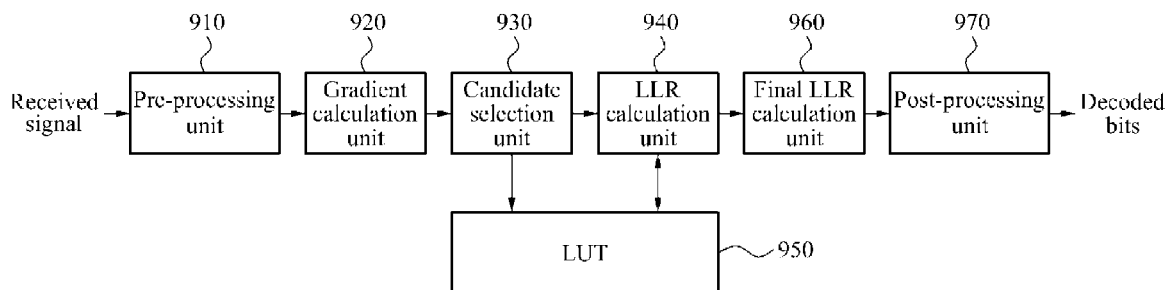 910
920
930
940
960
970
Received
signal
Pre-processing
unit
Gradient
calculation
unit
Candidate
selection
unit
LLR
calculation
unit
Final LLR
calculation
unit
Post-processing
unit
Decoded
bits
LUT
950